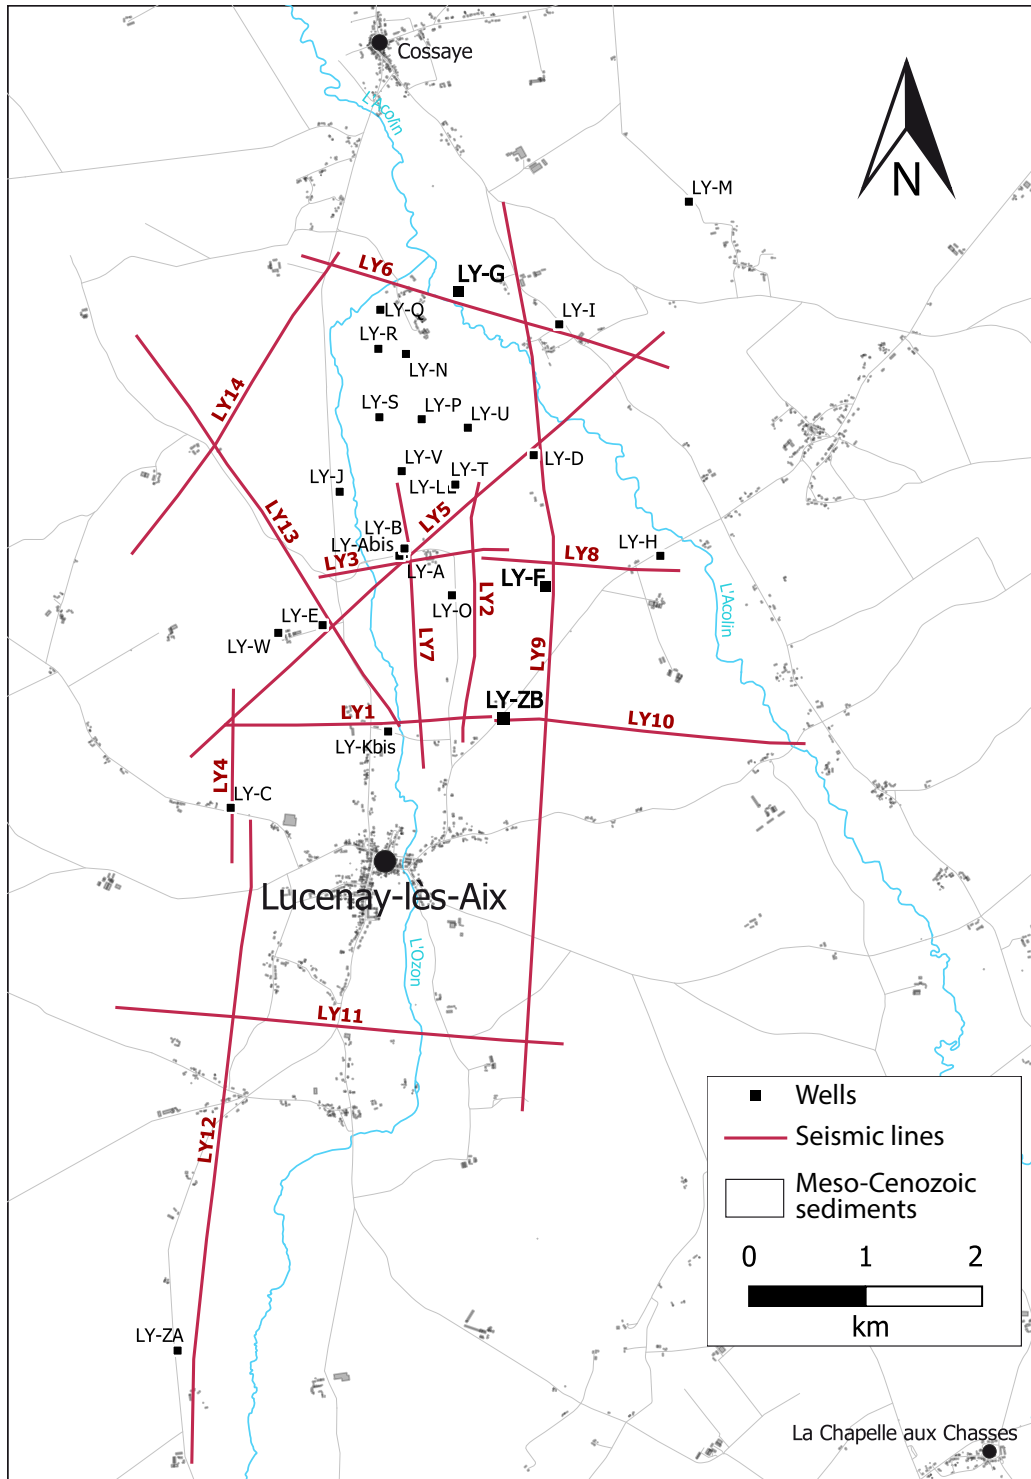 Cossaye
L'Acolin
N
LY-M
LY6
LY-G
LY-Q
LY-I
LY-R
LY-N
LY14
LY-S
LY-P
LY-U
LY-V
LY-T
LY-D
LY-J
LY-LL
LY13
LY5
LY-B
LY-Abis
LY3
LY-A
LY8
LY-H
LY-F
LY-O
LY2
LY-E
LY-W
LY7
LY9
L'Acolin
LY1
LY-ZB
LY10
LY-Kbis
LY4
LY-C
Lucenay-les-Aix
L'Ozon
LY11
LY12
LY-ZA
Wells
Seismic lines
Meso-Cenozoic
sediments
0 1 2
km
La Chapelle aux Chasses